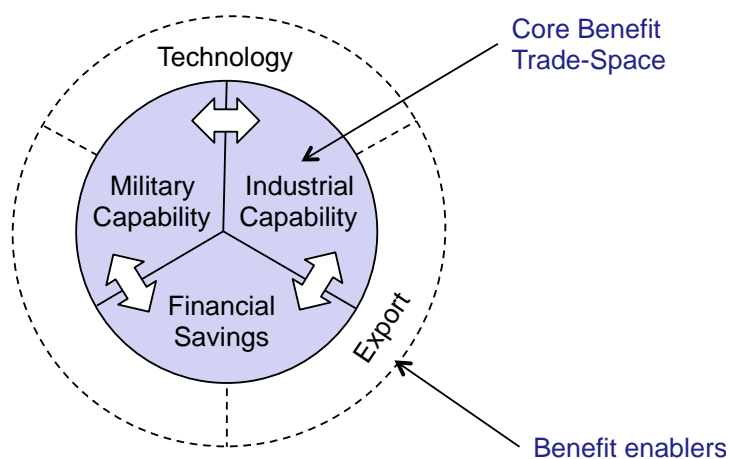 Core Benefit
Trade-Space
Technology
Military
Capability
Industrial
Capability
Financial
Savings
Export
Benefit enablers